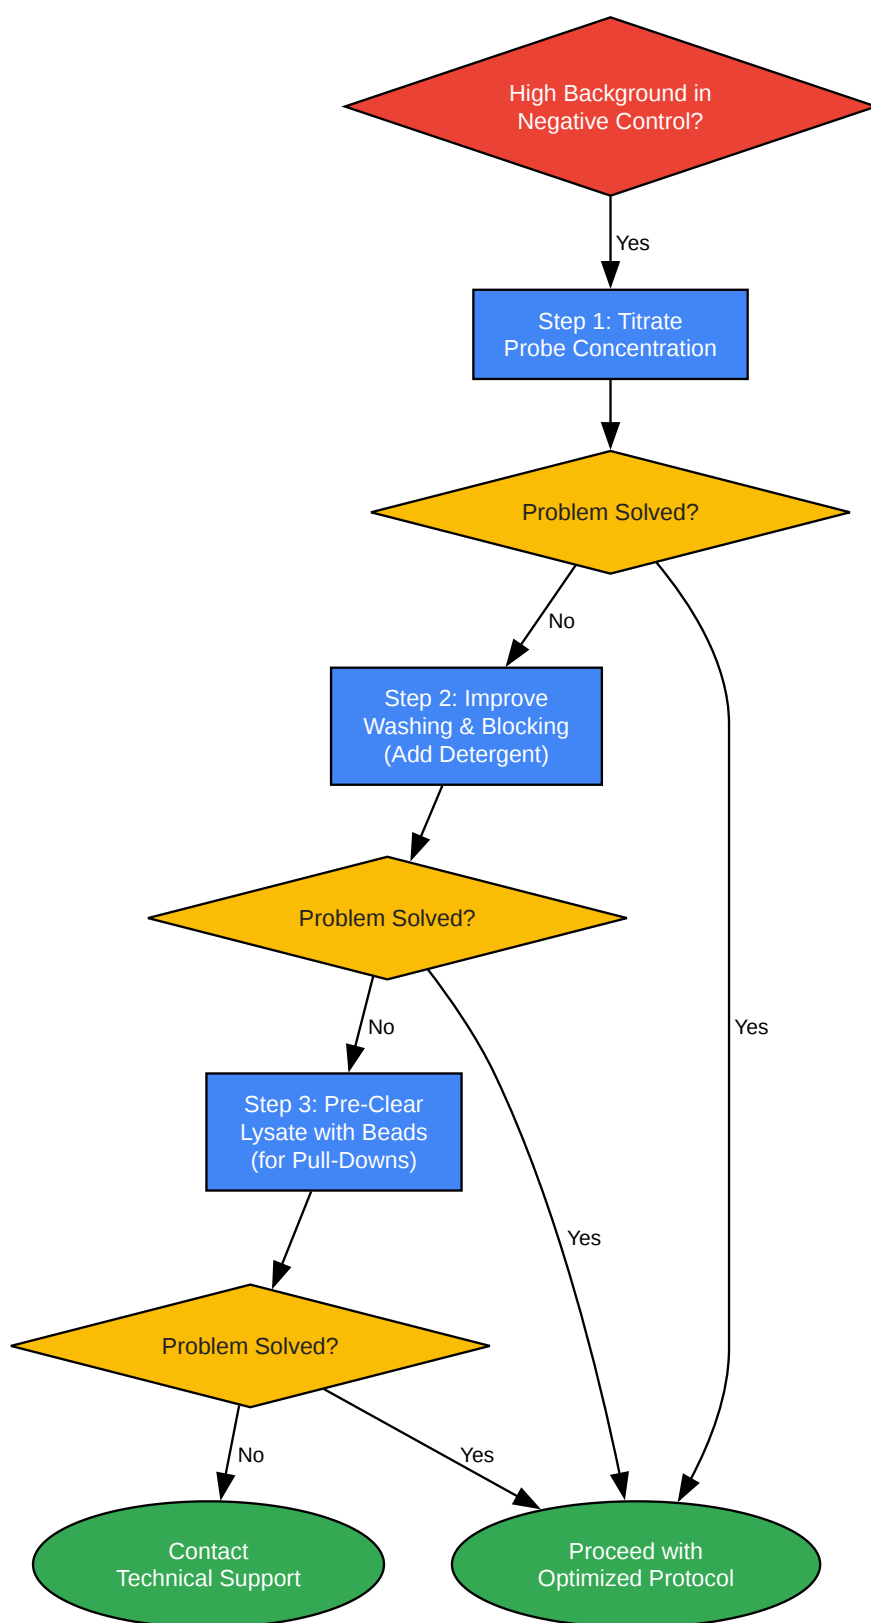 High Background in
Negative Control?
Yes
Step 1: Titrate
Probe Concentration
Problem Solved?
No
Step 2: Improve
Washing & Blocking
(Add Detergent)
Problem Solved?
No
Yes
Step 3: Pre-Clear
Lysate with Beads
(for Pull-Downs)
Yes
Problem Solved?
No
Yes
Contact
Technical Support
Proceed with
Optimized Protocol